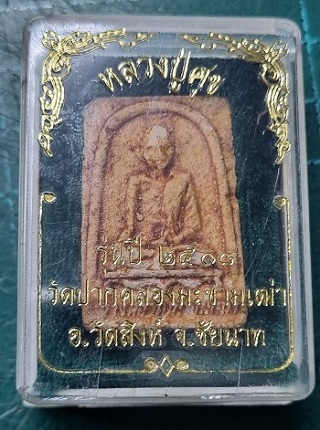 หลวงปู่ศุข
รุ่นปี ๒๕๐๐
วัดปากคลองมะขามเฒ่า
อ.วัดสิงห์ จ.ชัยนาท